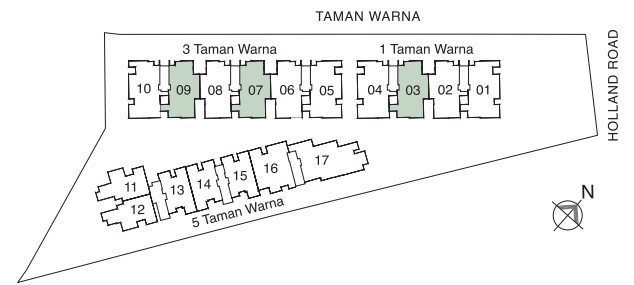 TAMAN WARNA
HOLLAND ROAD
3 Taman Warna
1 Taman Warna
10 09 08 07 06 05 04 03 02 01
11 12 13 14 15 16 17
5 Taman Warna
N